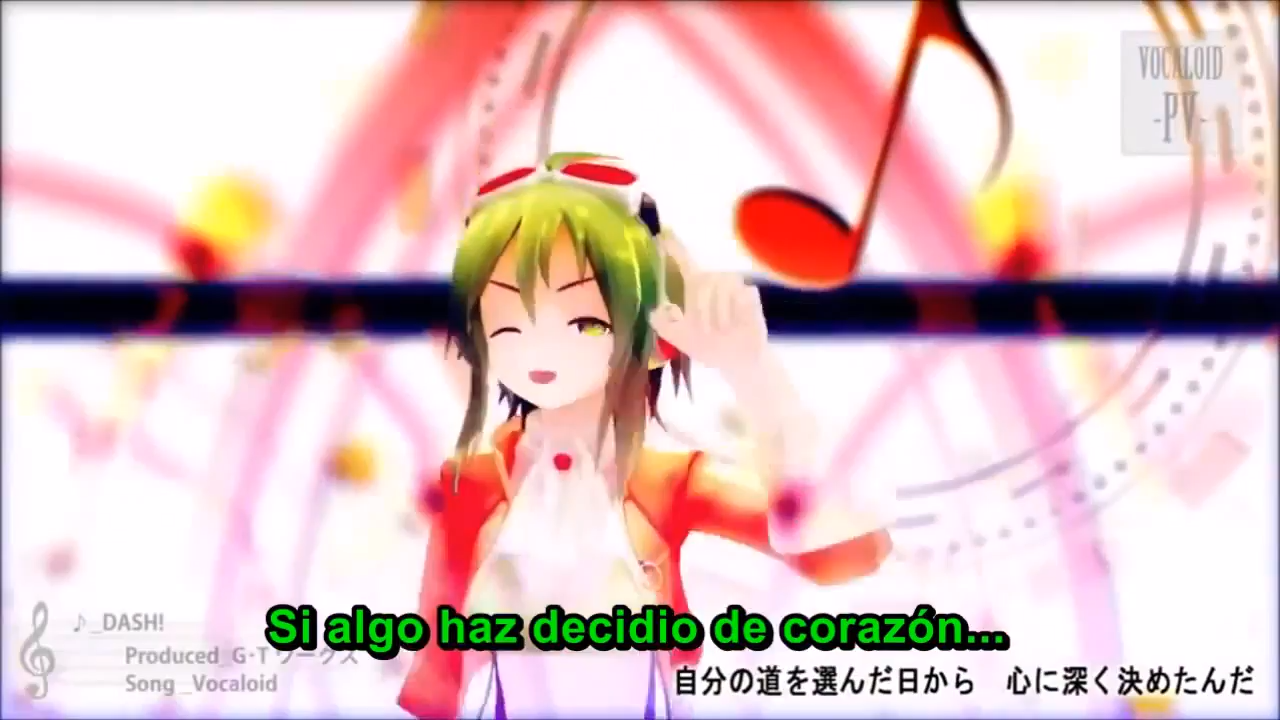 VOCALOID
-PV-
Si algo haz decidio de corazón...
♪_DASH!
Produced_G・Tワークス
Song_Vocaloid
自分の道を選んだ日から　心に深く決めたんだ